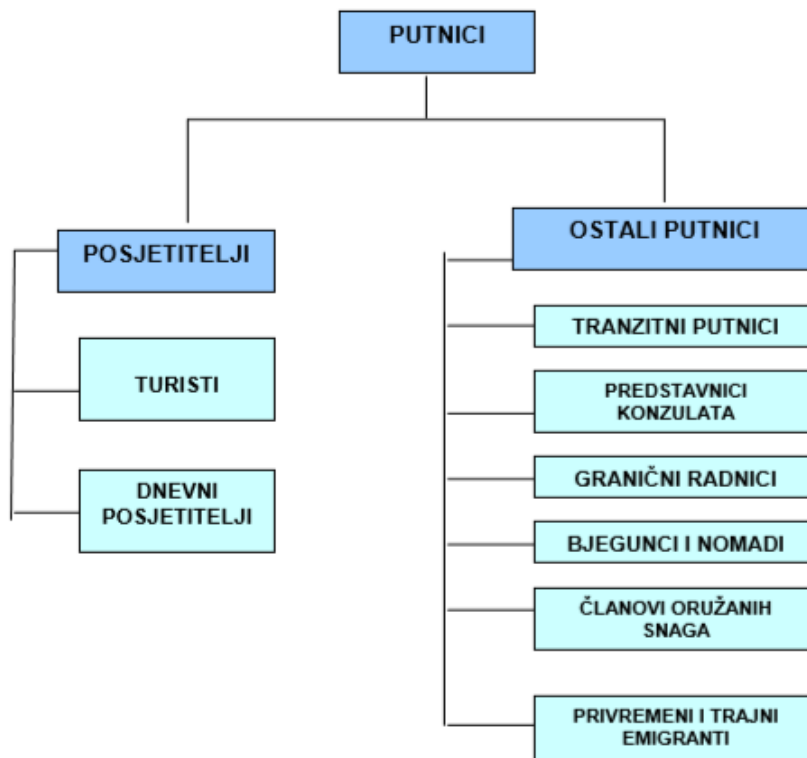 PUTNICI
POSJETITELJI
TURISTI
DNEVNI
POSJETITELJI
OSTALI PUTNICI
TRANZITNI PUTNICI
PREDSTAVNICI
KONZULATA
GRANIČNI RADNICI
BJEGUNCI I NOMADI
ČLANOVI ORUŽANIH
SNAGA
PRIVREMENI I TRAJNI
EMIGRANTI